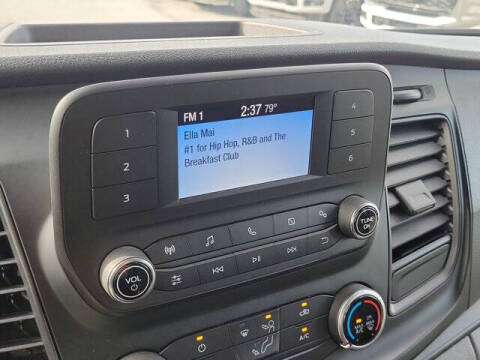 FM 1 2:37 79°
Ella Mai
#1 for Hip Hop, R&B and The
Breakfast Club
1
2
3
4
5
6
VOL
TUNE
OK
A/C
MAX
A/C